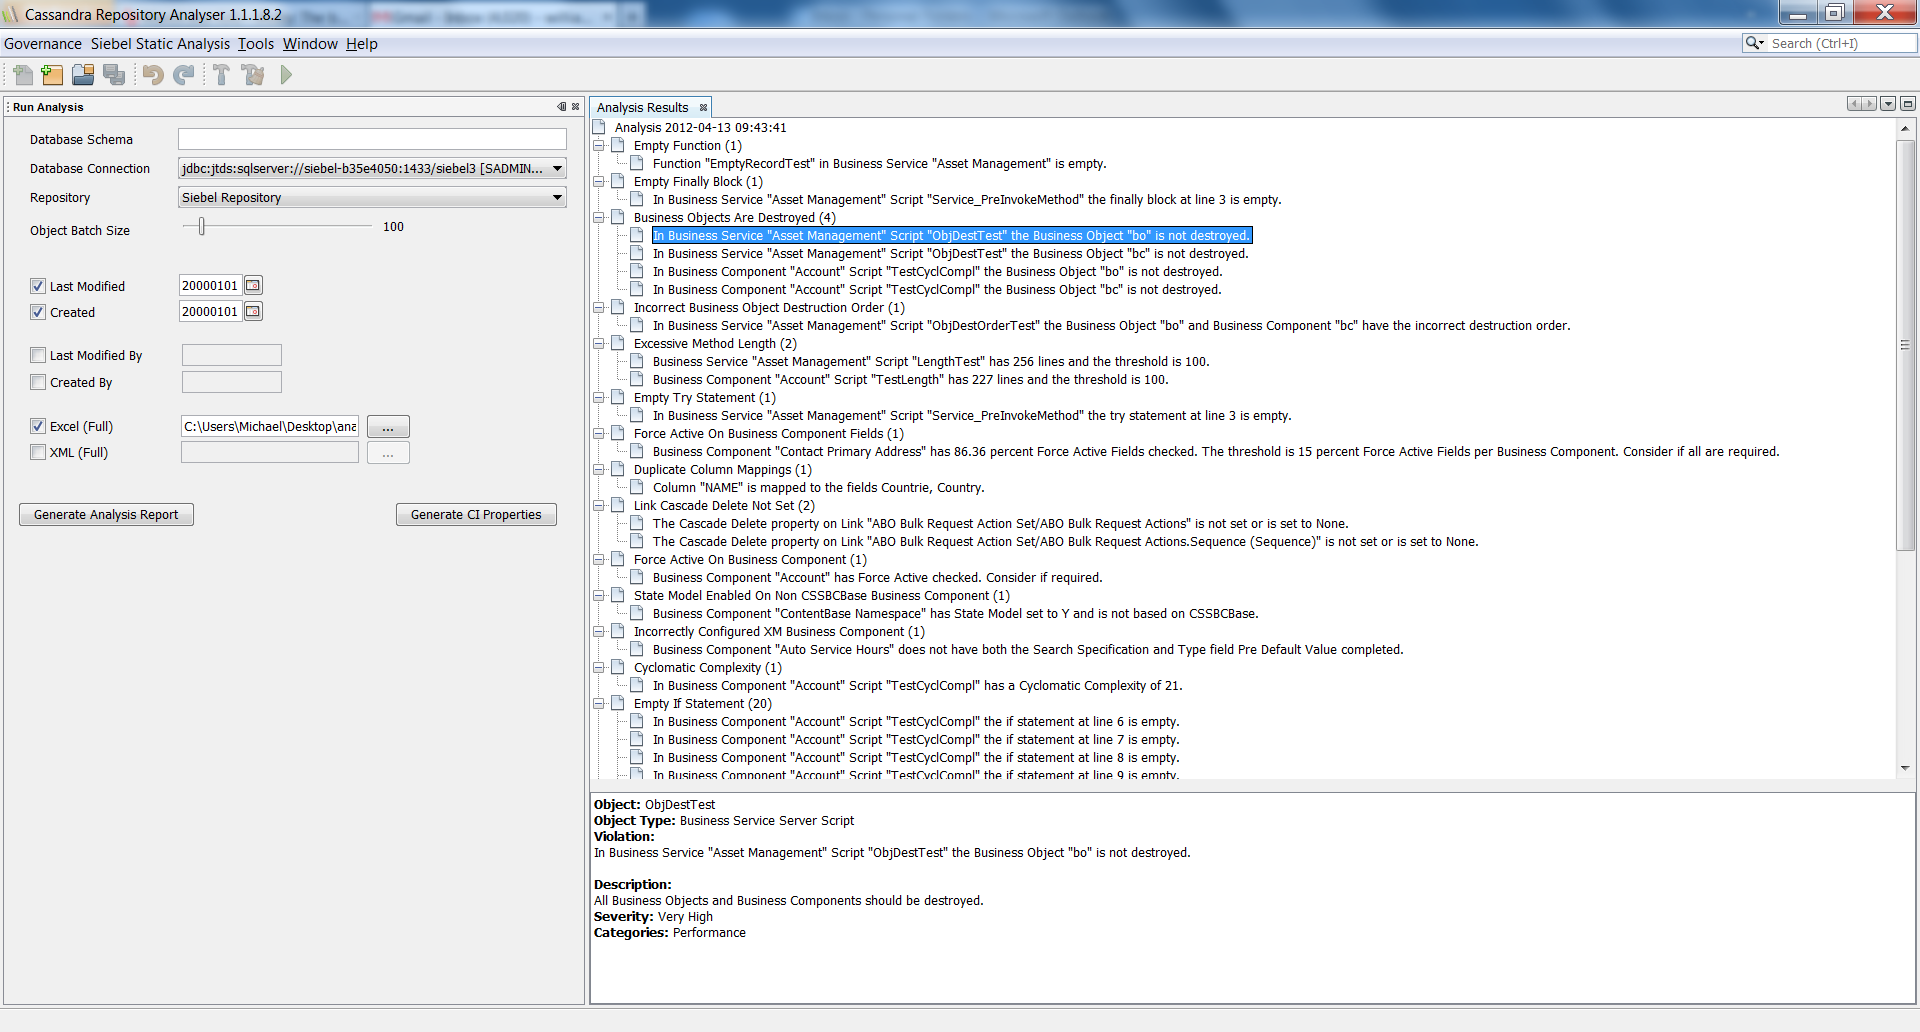 Cassandra Repository Analyser 1.1.1.8.2
Governance Siebel Static Analysis Tools Window Help
Search (Ctrl+I)
Run Analysis
Database Schema
Database Connection jdbc:jtds:sqlserver://siebel-b35e4050:1433/siebel3 [SADMIN...
Repository Siebel Repository
Object Batch Size 100
Last Modified 20000101
Created 20000101
Last Modified By
Created By
Excel (Full) C:\Users\Michael\Desktop\ana ...
XML (Full) ...
Generate Analysis Report Generate CI Properties
Analysis Results
Analysis 2012-04-13 09:43:41
Empty Function (1)
Function "EmptyRecordTest" in Business Service "Asset Management" is empty.
Empty Finally Block (1)
In Business Service "Asset Management" Script "Service_PreInvokeMethod" the finally block at line 3 is empty.
Business Objects Are Destroyed (4)
In Business Service "Asset Management" Script "ObjDestTest" the Business Object "bo" is not destroyed.
In Business Service "Asset Management" Script "ObjDestTest" the Business Object "bc" is not destroyed.
In Business Component "Account" Script "TestCyclCompl" the Business Object "bo" is not destroyed.
In Business Component "Account" Script "TestCyclCompl" the Business Object "bc" is not destroyed.
Incorrect Business Object Destruction Order (1)
In Business Service "Asset Management" Script "ObjDestOrderTest" the Business Object "bo" and Business Component "bc" have the incorrect destruction order.
Excessive Method Length (2)
Business Service "Asset Management" Script "LengthTest" has 256 lines and the threshold is 100.
Business Component "Account" Script "TestLength" has 227 lines and the threshold is 100.
Empty Try Statement (1)
In Business Service "Asset Management" Script "Service_PreInvokeMethod" the try statement at line 3 is empty.
Force Active On Business Component Fields (1)
Business Component "Contact Primary Address" has 86.36 percent Force Active Fields checked. The threshold is 15 percent Force Active Fields per Business Component. Consider if all are required.
Duplicate Column Mappings (1)
Column "NAME" is mapped to the fields Countrie, Country.
Link Cascade Delete Not Set (2)
The Cascade Delete property on Link "ABO Bulk Request Action Set/ABO Bulk Request Actions" is not set or is set to None.
The Cascade Delete property on Link "ABO Bulk Request Action Set/ABO Bulk Request Actions.Sequence (Sequence)" is not set or is set to None.
Force Active On Business Component (1)
Business Component "Account" has Force Active checked. Consider if required.
State Model Enabled On Non CSSBCBase Business Component (1)
Business Component "ContentBase Namespace" has State Model set to Y and is not based on CSSBCBase.
Incorrectly Configured XM Business Component (1)
Business Component "Auto Service Hours" does not have both the Search Specification and Type field Pre Default Value completed.
Cyclomatic Complexity (1)
In Business Component "Account" Script "TestCyclCompl" has a Cyclomatic Complexity of 21.
Empty If Statement (20)
In Business Component "Account" Script "TestCyclCompl" the if statement at line 6 is empty.
In Business Component "Account" Script "TestCyclCompl" the if statement at line 7 is empty.
In Business Component "Account" Script "TestCyclCompl" the if statement at line 8 is empty.
In Business Component "Account" Script "TestCyclCompl" the if statement at line 9 is empty.
Object: ObjDestTest
Object Type: Business Service Server Script
Violation:
In Business Service "Asset Management" Script "ObjDestTest" the Business Object "bo" is not destroyed.
Description:
All Business Objects and Business Components should be destroyed.
Severity: Very High
Categories: Performance